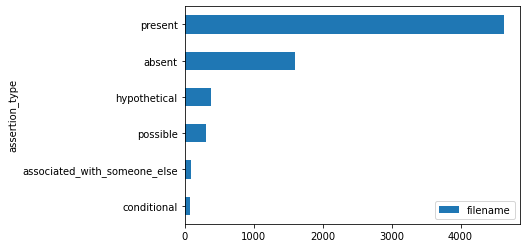 present
absent
hypothetical
possible
associated_with_someone_else
conditional
assertion_type
0 1000 2000 3000 4000
filename